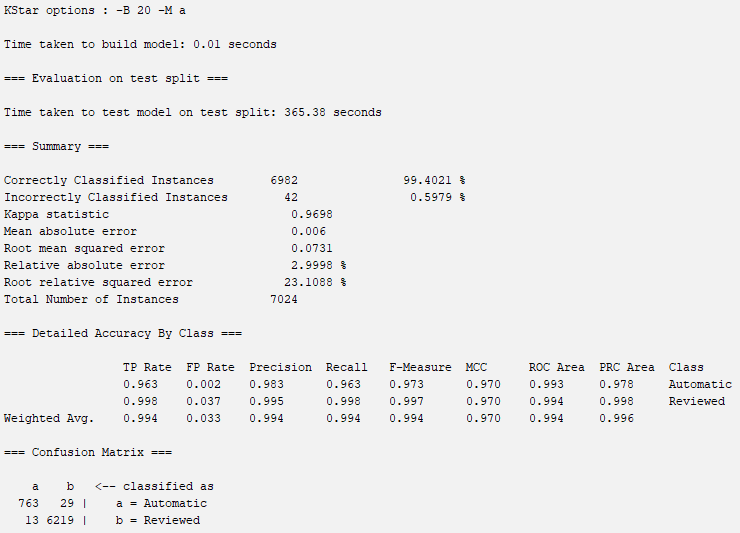 KStar options : -B 20 -M a
Time taken to build model: 0.01 seconds
=== Evaluation on test split ===
Time taken to test model on test split: 365.38 seconds
=== Summary ===
Correctly Classified Instances 6982 99.4021 %
Incorrectly Classified Instances 42 0.5979 %
Kappa statistic 0.9698
Mean absolute error 0.006
Root mean squared error 0.0731
Relative absolute error 2.9998 %
Root relative squared error 23.1088 %
Total Number of Instances 7024
=== Detailed Accuracy By Class ===
TP Rate FP Rate Precision Recall F-Measure MCC ROC Area PRC Area Class
0.963 0.002 0.983 0.963 0.973 0.970 0.993 0.978 Automatic
0.998 0.037 0.995 0.998 0.997 0.970 0.994 0.998 Reviewed
Weighted Avg. 0.994 0.033 0.994 0.994 0.994 0.970 0.994 0.996
=== Confusion Matrix ===
a b <-- classified as
763 29 | a = Automatic
13 6219 | b = Reviewed